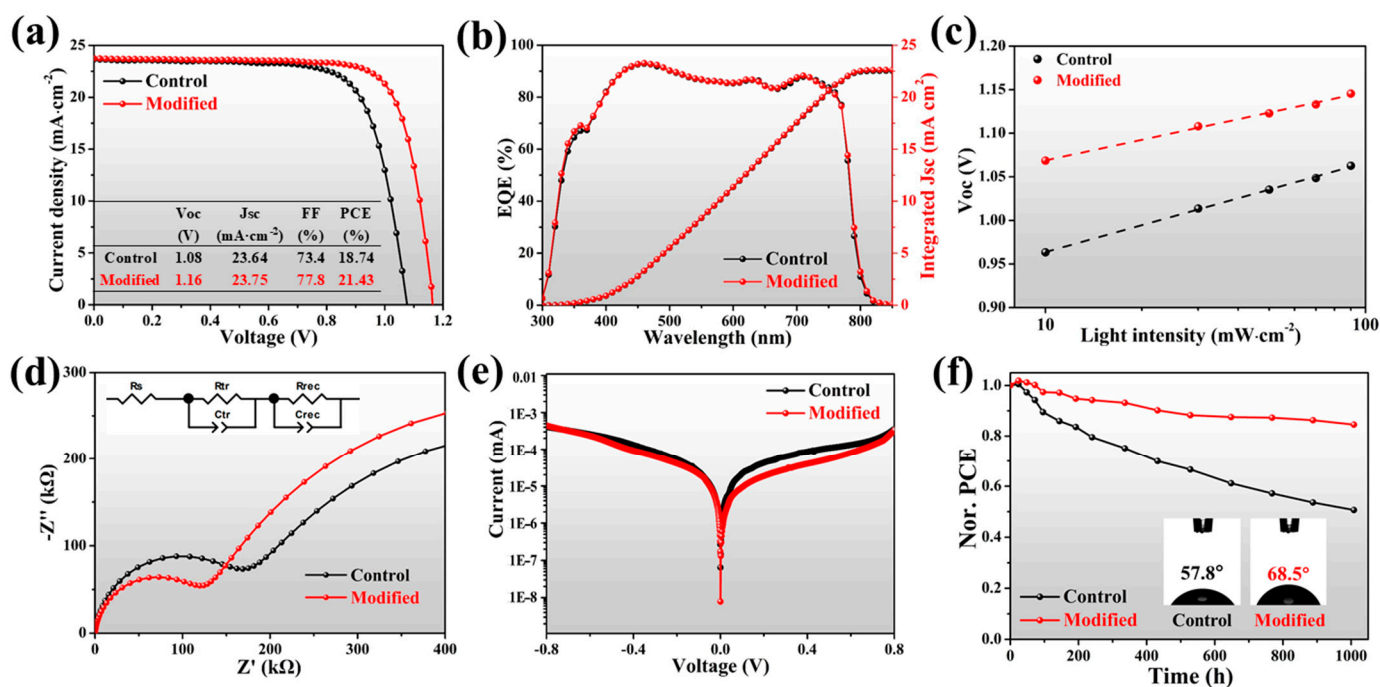 (a)
25
20
15
10
5
0
Current density (mA·cm⁻²)
Control
Modified
Voc Jsc FF PCE
(V) (mA·cm⁻²) (%) (%)
Control 1.08 23.64 73.4 18.74
Modified 1.16 23.75 77.8 21.43
0.0 0.2 0.4 0.6 0.8 1.0 1.2
Voltage (V)
(b)
100
80
60
40
20
0
EQE (%)
25
20
15
10
5
0
Integrated Jsc (mA cm²)
Control
Modified
300 400 500 600 700 800
Wavelength (nm)
(c)
1.20
1.15
1.10
1.05
1.00
0.95
0.90
Voc (V)
Control
Modified
10 100
Light intensity (mW·cm⁻²)
(d)
300
200
100
0
-Z'' (kΩ)
Rs Rtr Rrec
Ctr Crec
Control
Modified
0 100 200 300 400
Z' (kΩ)
(e)
0.01
1E-3
1E-4
1E-5
1E-6
1E-7
1E-8
Current (mA)
Control
Modified
-0.8 -0.4 0.0 0.4 0.8
Voltage (V)
(f)
1.0
0.8
0.6
0.4
0.2
0.0
Nor. PCE
57.8° 68.5°
Control Modified
Control
Modified
0 200 400 600 800 1000
Time (h)